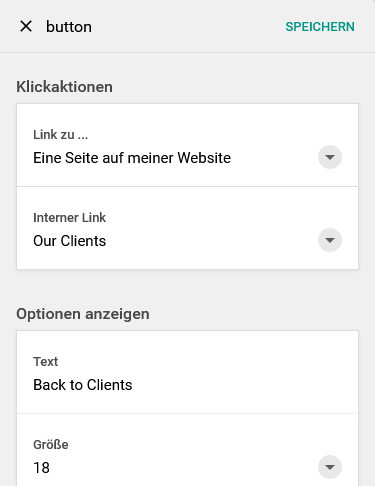 button
SPEICHERN
Klickaktionen
Link zu ...
Eine Seite auf meiner Website
Interner Link
Our Clients
Optionen anzeigen
Text
Back to Clients
Größe
18